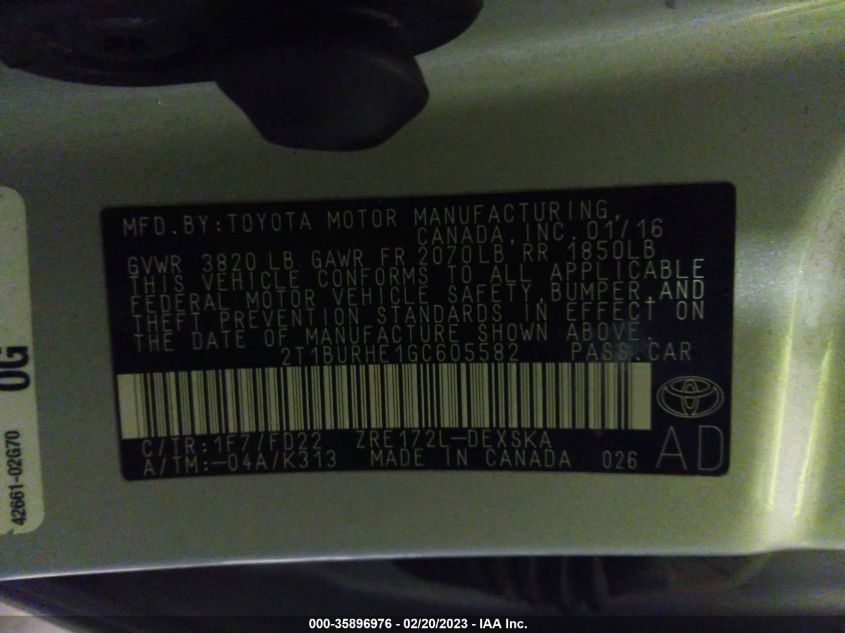 MFD.BY:TOYOTA MOTOR MANUFACTURING,
CANADA,INC.01/16
GVWR 3820 LB GAWR FR 2070LB RR 1850LB
THIS VEHICLE CONFORMS TO ALL APPLICABLE
FEDERAL MOTOR VEHICLE SAFETY,BUMPER,AND
THEFT PREVENTION STANDARDS IN EFFECT ON
THE DATE OF MANUFACTURE SHOWN ABOVE.
2T1BURHE1GC605582 PASS.CAR
C/TR:1F7/FD22 ZRE172L-DEXSKA
A/TM:-04A/K313 MADE IN CANADA 026
AD
0G
42661-02G70
000-35896976 - 02/20/2023 - IAA Inc.